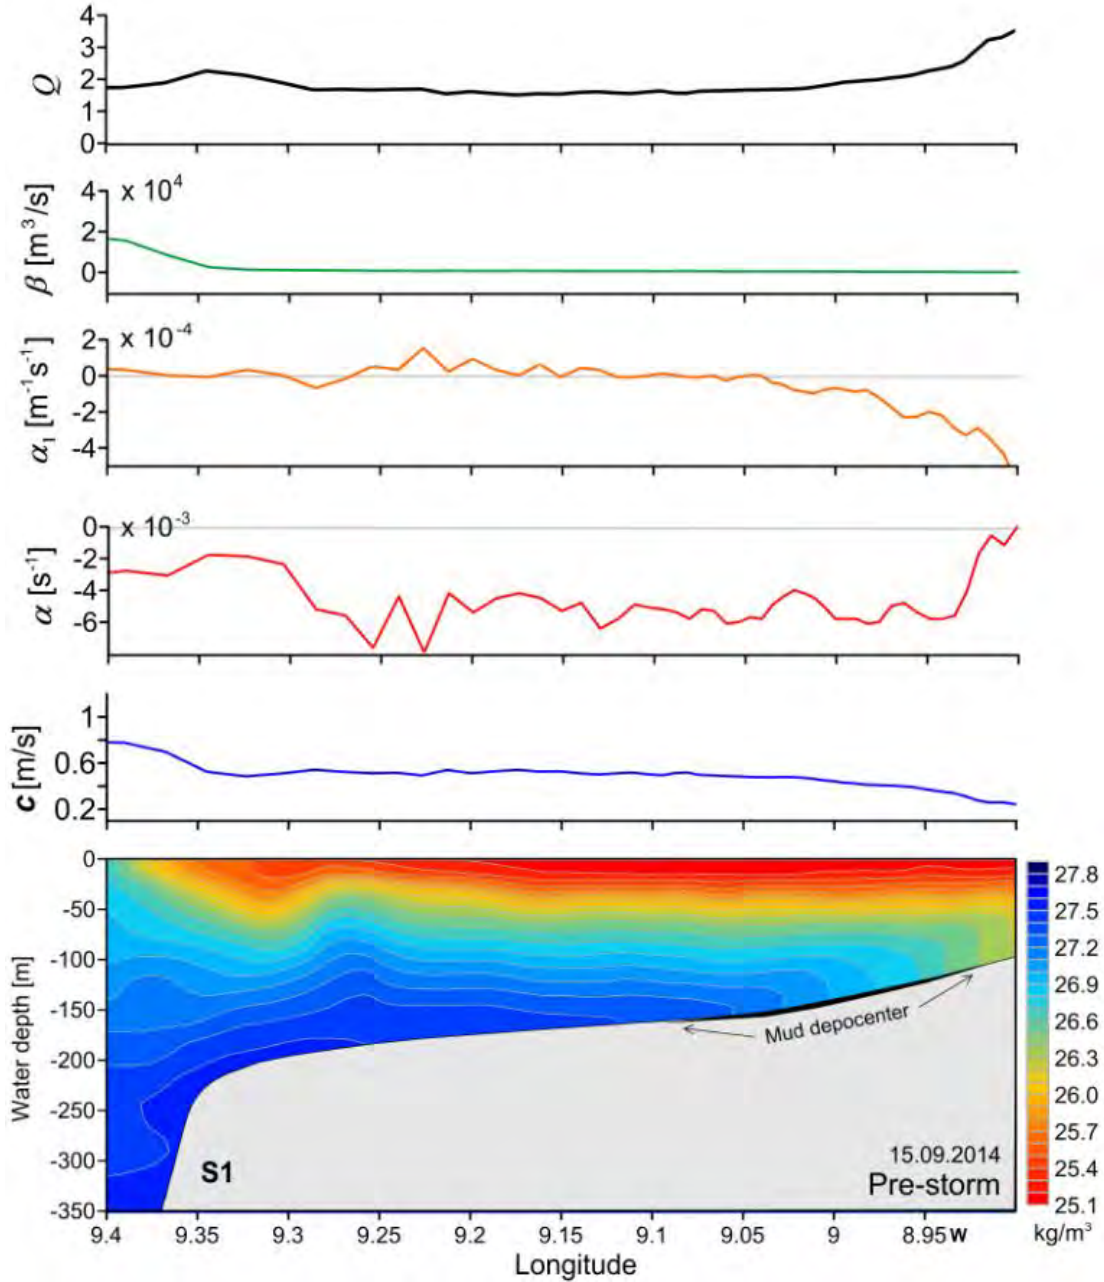 4
3
2
1
0
Q
x 10⁴
4
2
0
β [m³/s]
x 10⁻⁴
2
0
-2
-4
α₁ [m⁻¹s⁻¹]
x 10⁻³
0
-2
-4
-6
α [s⁻¹]
1
0.6
0.2
c [m/s]
0
-50
-100
-150
-200
-250
-300
-350
Water depth [m]
Mud depocenter
S1
15.09.2014
Pre-storm
27.8
27.5
27.2
26.9
26.6
26.3
26.0
25.7
25.4
25.1
kg/m³
9.4 9.35 9.3 9.25 9.2 9.15 9.1 9.05 9 8.95 W
Longitude